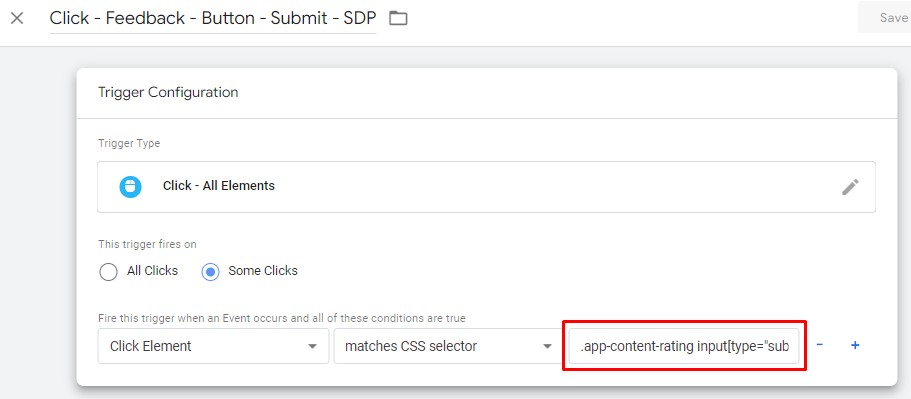 Click - Feedback - Button - Submit - SDP
Save
Trigger Configuration
Trigger Type
Click - All Elements
This trigger fires on
All Clicks
Some Clicks
Fire this trigger when an Event occurs and all of these conditions are true
Click Element
matches CSS selector
.app-content-rating input[type="sub